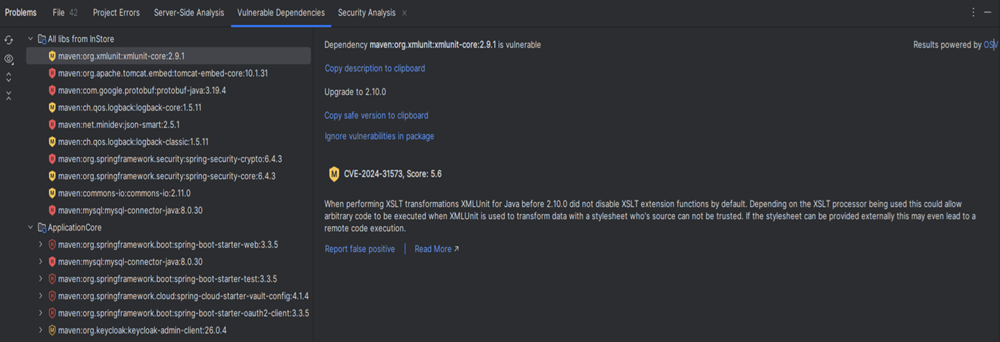 Problems File 42 Project Errors Server-Side Analysis Vulnerable Dependencies Security Analysis
All libs from InStore
maven:org.xmlunit:xmlunit-core:2.9.1
maven:org.apache.tomcat.embed:tomcat-embed-core:10.1.31
maven:com.google.protobuf:protobuf-java:3.19.4
maven:ch.qos.logback:logback-core:1.5.11
maven:net.minidev:json-smart:2.5.1
maven:ch.qos.logback:logback-classic:1.5.11
maven:org.springframework.security:spring-security-crypto:6.4.3
maven:org.springframework.security:spring-security-core:6.4.3
maven:commons-io:commons-io:2.11.0
maven:mysql:mysql-connector-java:8.0.30
ApplicationCore
maven:org.springframework.boot:spring-boot-starter-web:3.3.5
maven:mysql:mysql-connector-java:8.0.30
maven:org.springframework.boot:spring-boot-starter-test:3.3.5
maven:org.springframework.cloud:spring-cloud-starter-vault-config:4.1.4
maven:org.springframework.boot:spring-boot-starter-oauth2-client:3.3.5
maven:org.keycloak:keycloak-admin-client:26.0.4
Dependency maven:org.xmlunit:xmlunit-core:2.9.1 is vulnerable
Results powered by OSV
Copy description to clipboard
Upgrade to 2.10.0
Copy safe version to clipboard
Ignore vulnerabilities in package
M CVE-2024-31573, Score: 5.6
When performing XSLT transformations XMLUnit for Java before 2.10.0 did not disable XSLT extension functions by default. Depending on the XSLT processor being used this could allow
arbitrary code to be executed when XMLUnit is used to transform data with a stylesheet who's source can not be trusted. If the stylesheet can be provided externally this may even lead to a
remote code execution.
Report false positive | Read More ↗